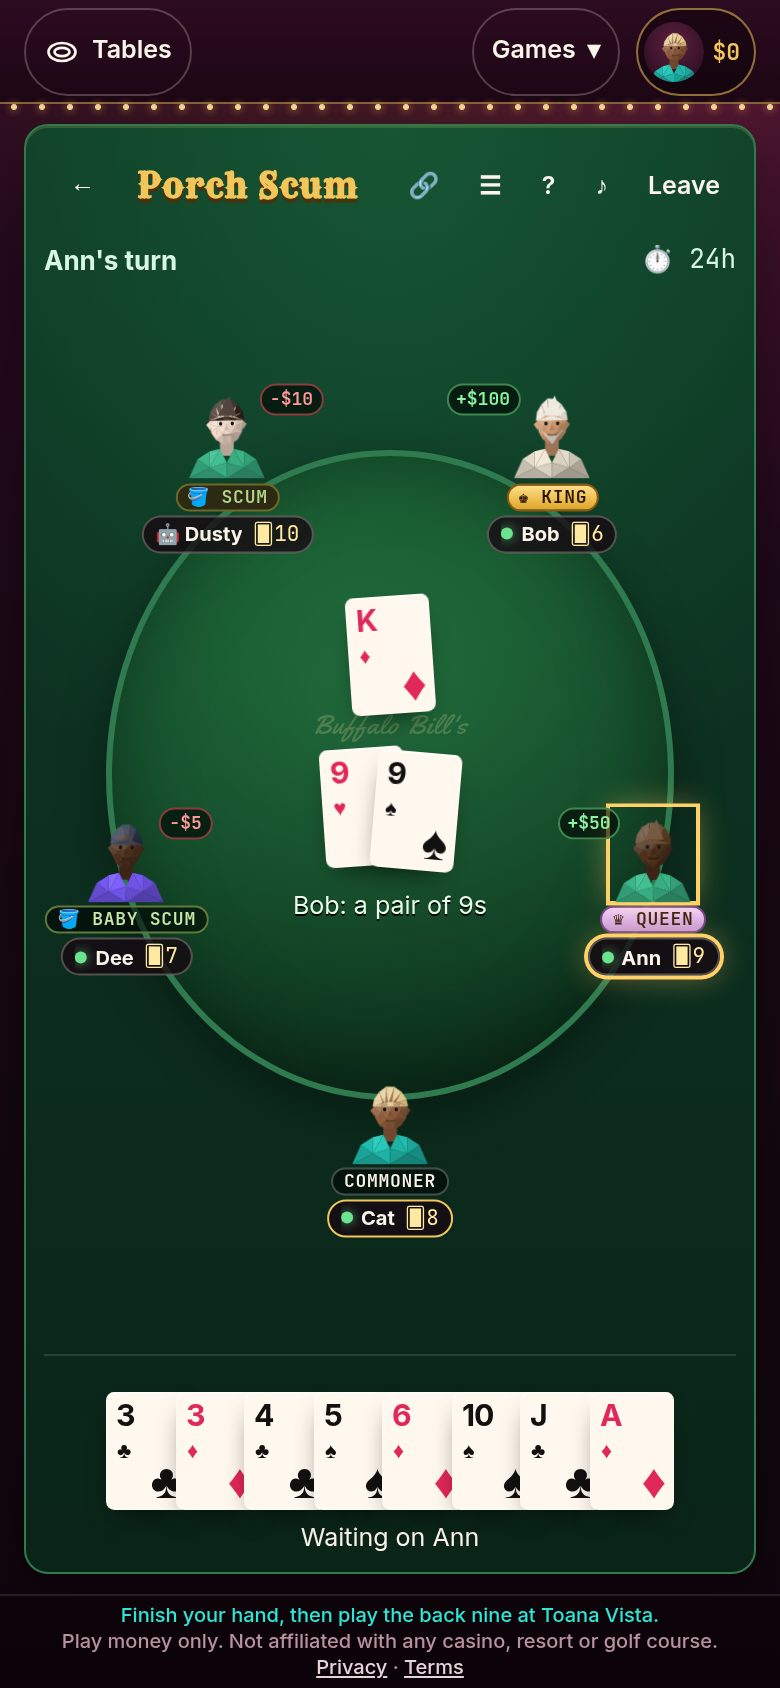 Tables
Games ▼
$0
←
Porch Scum
🔗 ☰ ? ♪ Leave
Ann's turn
⏱️ 24h
-$10
+$100
🪣 SCUM
♚ KING
🤖 Dusty 10
Bob 6
K
♦
♦
Buffalo Bill's
9
♥
9
♠
♠
-$5
+$50
🪣 BABY SCUM
♛ QUEEN
Dee 7
Ann 9
Bob: a pair of 9s
COMMONER
Cat 8
3 3 4 5 6 10 J A
♣ ♦ ♣ ♠ ♦ ♠ ♣ ♦
♣ ♦ ♣ ♠ ♦ ♠ ♣ ♦
Waiting on Ann
Finish your hand, then play the back nine at Toana Vista.
Play money only. Not affiliated with any casino, resort or golf course.
Privacy · Terms